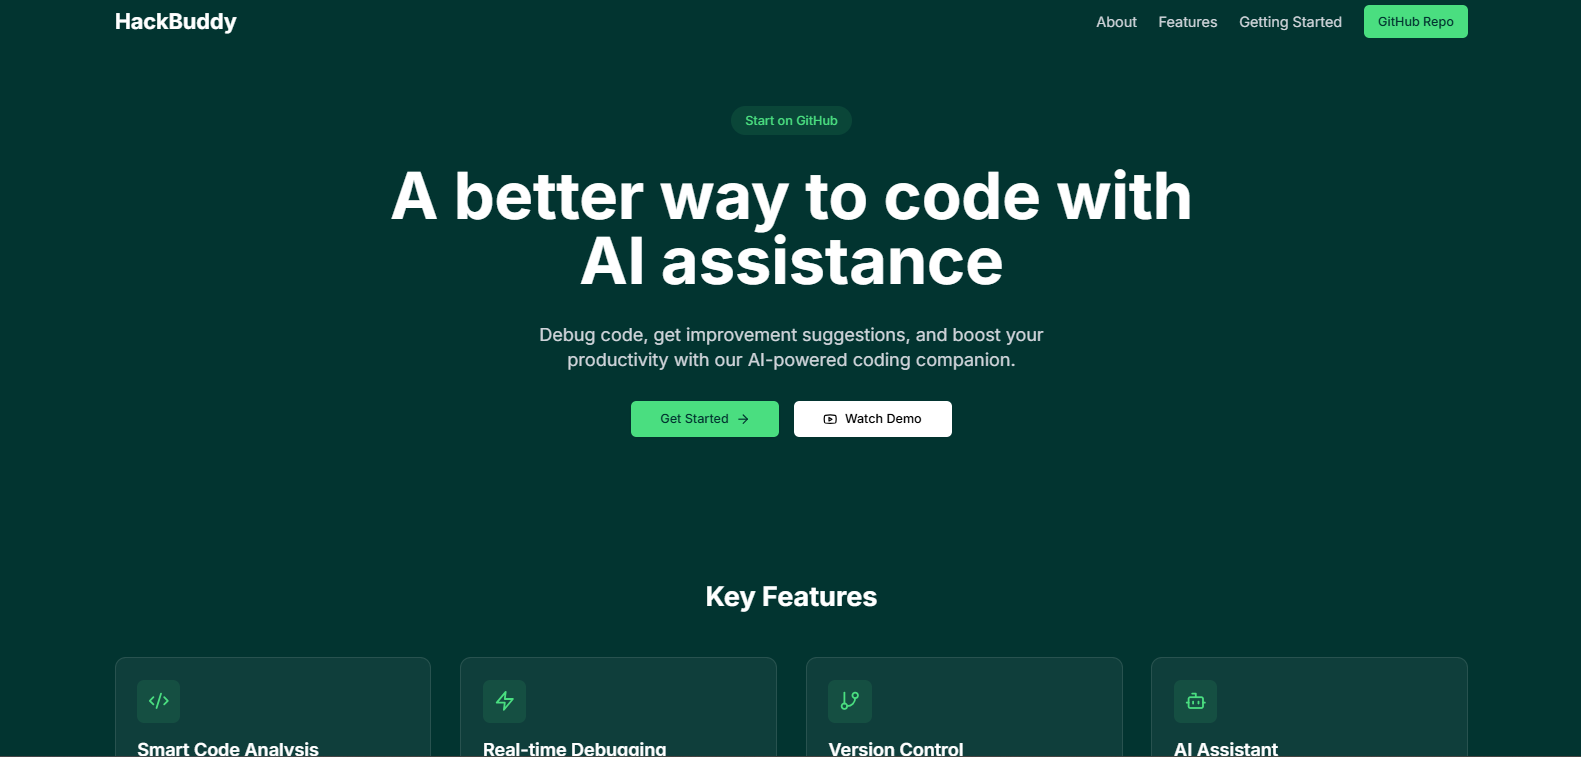 HackBuddy
About
Features
Getting Started
GitHub Repo
Start on GitHub
A better way to code with
AI assistance
Debug code, get improvement suggestions, and boost your
productivity with our AI-powered coding companion.
Get Started
Watch Demo
Key Features
Smart Code Analysis
Real-time Debugging
Version Control
AI Assistant